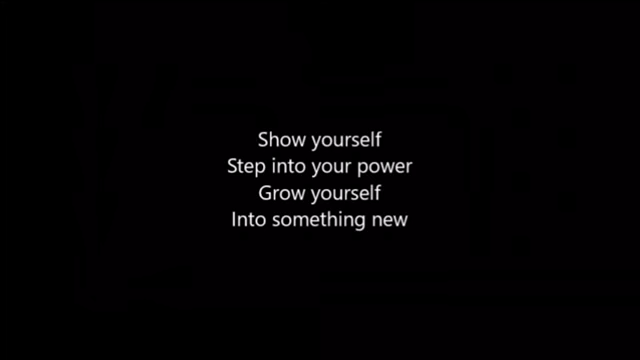 Show yourself
Step into your power
Grow yourself
Into something new